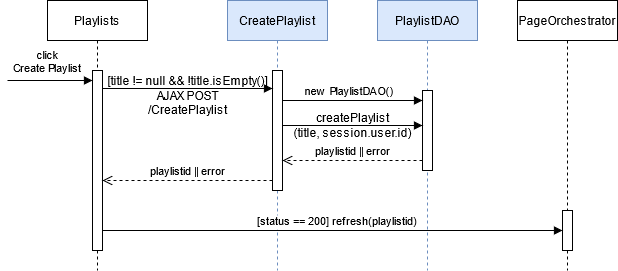 Playlists
CreatePlaylist
PlaylistDAO
PageOrchestrator
click
Create Playlist
[title != null && !title.isEmpty()]
AJAX POST
/CreatePlaylist
new PlaylistDAO()
createPlaylist
(title, session.user.id)
playlistid || error
playlistid || error
[status == 200] refresh(playlistid)